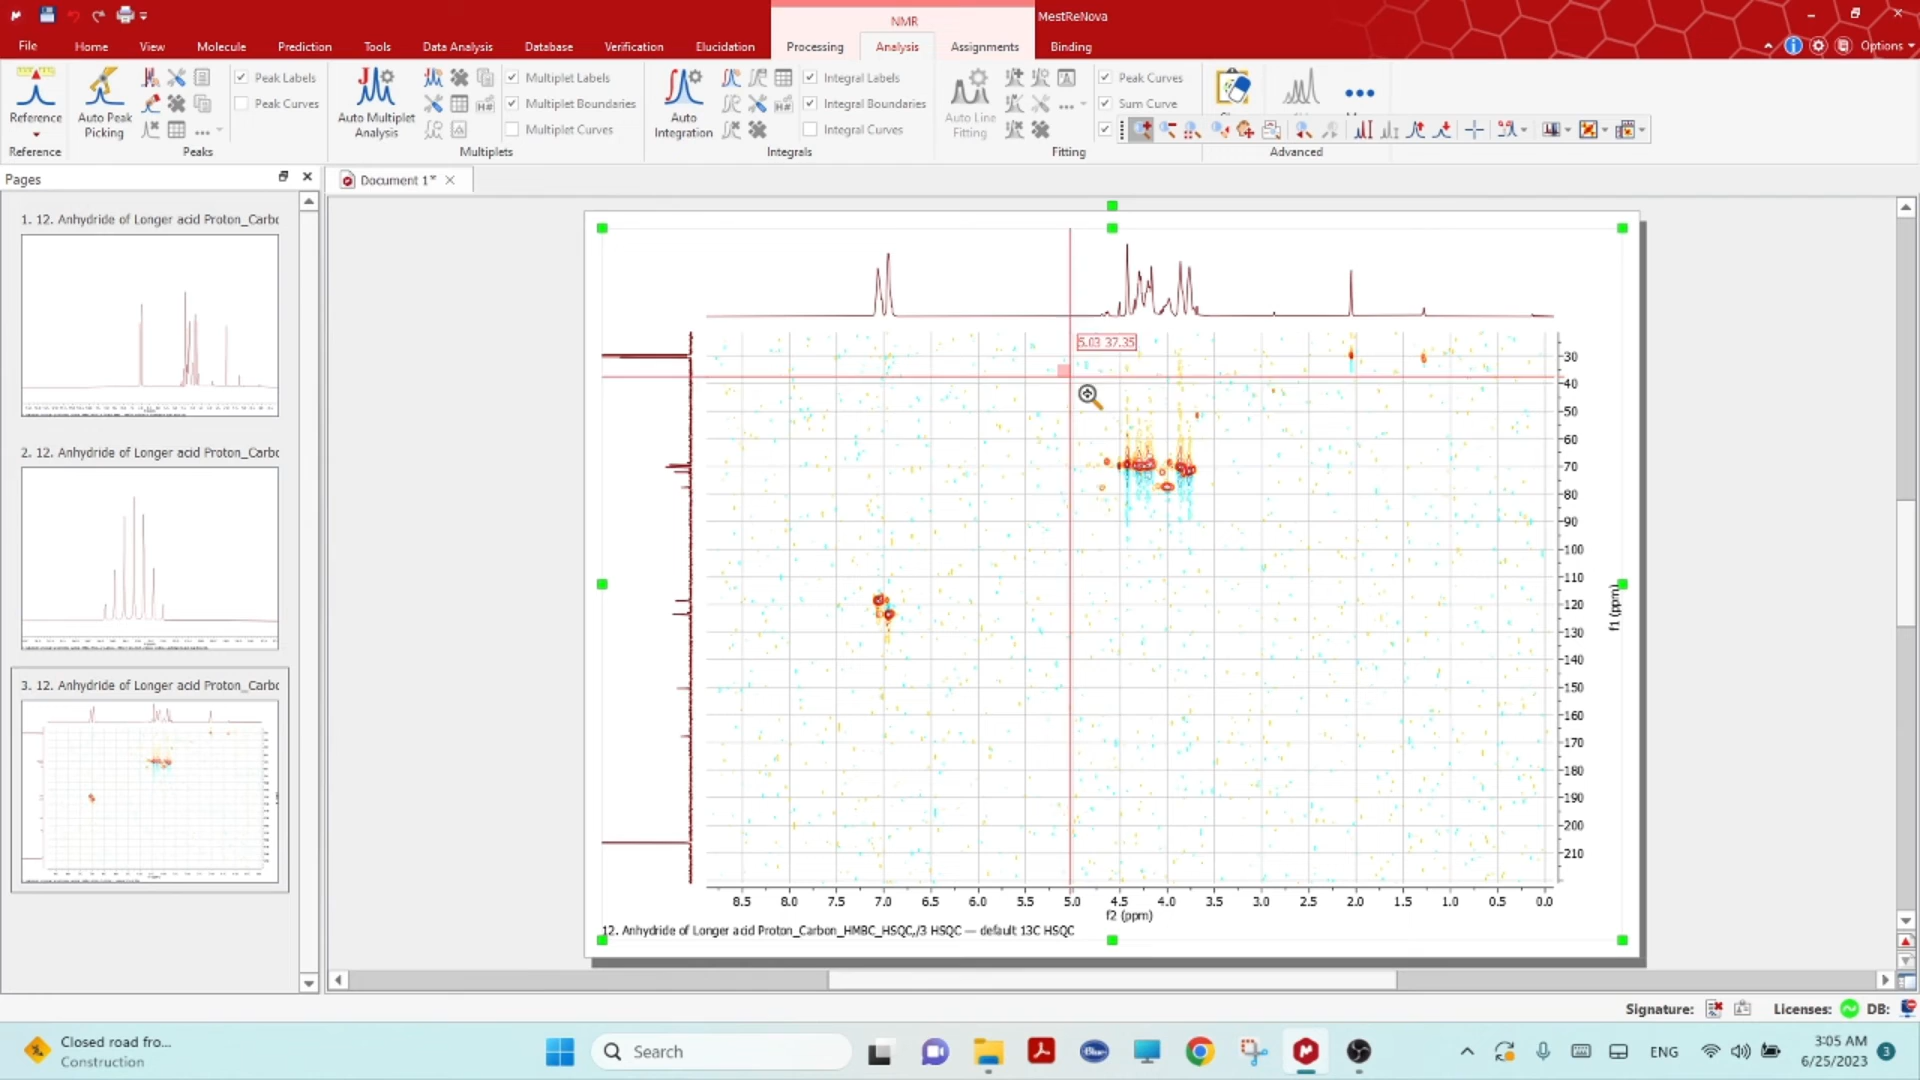 NMR
MestReNova
File
Home
View
Molecule
Prediction
Tools
Data Analysis
Database
Verification
Elucidation
Processing
Analysis
Assignments
Binding
Options
Reference
Auto Peak
Picking
Peak Labels
Peak Curves
Auto Multiplet
Analysis
Multiplet Labels
Multiplet Boundaries
Multiplet Curves
Auto
Integration
Integral Labels
Integral Boundaries
Integral Curves
Auto Line
Fitting
Peak Curves
Sum Curve
Reference
Peaks
Multiplets
Integrals
Fitting
Advanced
Pages
Document 1*
1. 12. Anhydride of Longer acid Proton_Carbo
2. 12. Anhydride of Longer acid Proton_Carbo
3. 12. Anhydride of Longer acid Proton_Carbo
5.03 37.35
30
40
50
60
70
80
90
100
110
120
130
140
150
160
170
180
190
200
210
f1 (ppm)
8.5 8.0 7.5 7.0 6.5 6.0 5.5 5.0 4.5 4.0 3.5 3.0 2.5 2.0 1.5 1.0 0.5 0.0
f2 (ppm)
12. Anhydride of Longer acid Proton_Carbon_HMBC_HSQC,/3 HSQC — default 13C HSQC
Signature:
Licenses:
DB:
Closed road fro...
Construction
Search
ENG
3:05 AM
6/25/2023
3